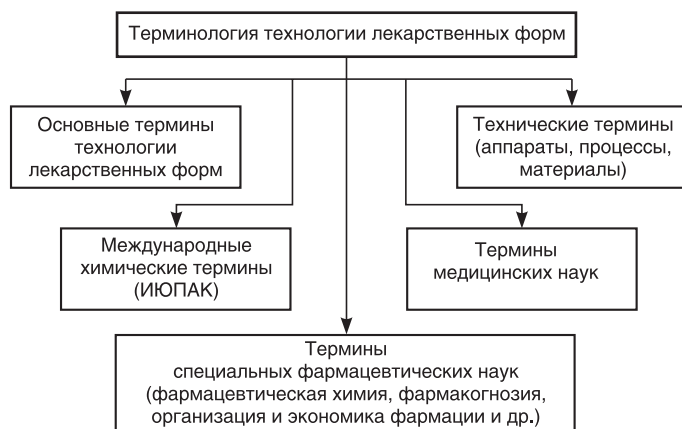 Терминология технологии лекарственных форм
Основные термины
технологии
лекарственных форм
Технические термины
(аппараты, процессы,
материалы)
Международные
химические термины
(ИЮПАК)
Термины
медицинских наук
Термины
специальных фармацевтических наук
(фармацевтическая химия, фармакогнозия,
организация и экономика фармации и др.)